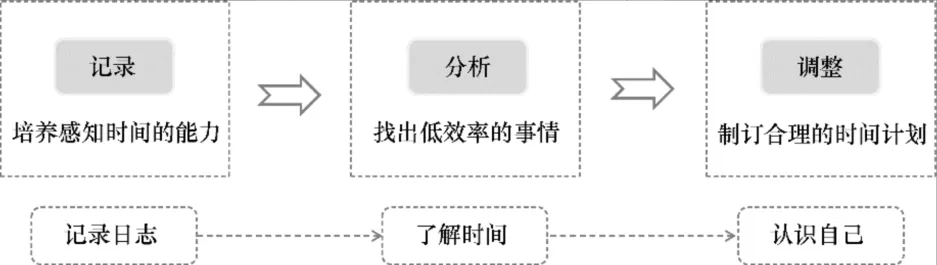 记录
分析
调整
培养感知时间的能力
找出低效率的事情
制订合理的时间计划
记录日志
了解时间
认识自己